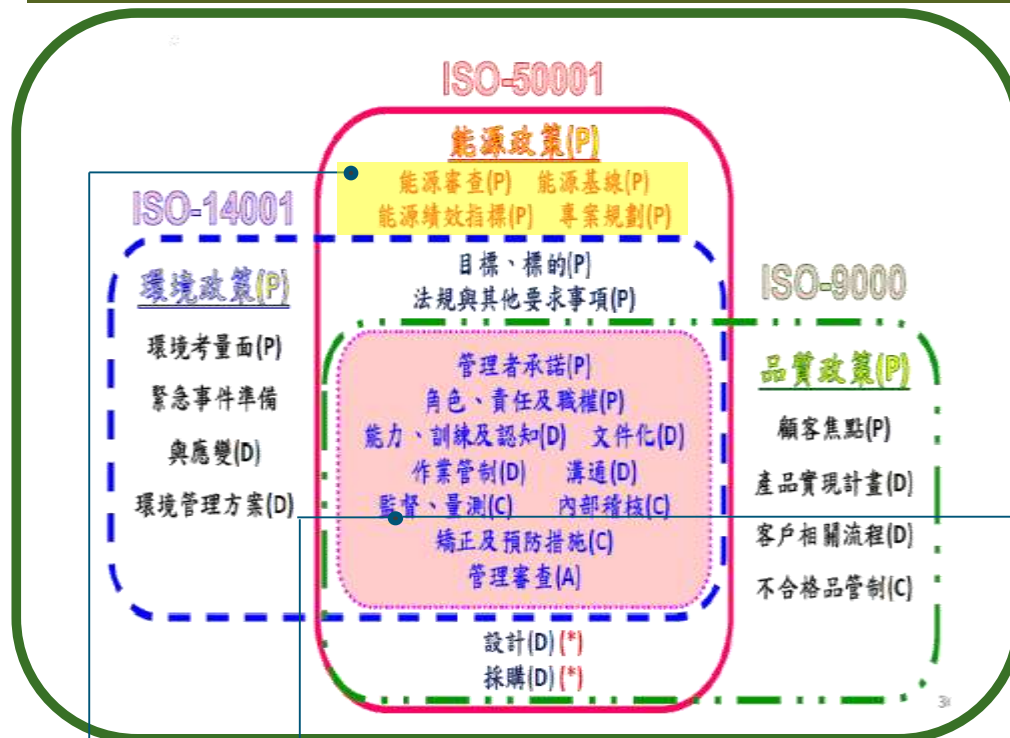 ISO-50001
能源政策(P)
能源審查(P) 能源基線(P)
能源績效指標(P) 專案規劃(P)
ISO-14001
環境政策(P)
環境考量面(P)
緊急事件準備
與應變(D)
環境管理方案(D)
目標、標的(P)
法規與其他要求事項(P)
管理者承諾(P)
角色、責任及職權(P)
能力、訓練及認知(D) 文件化(D)
作業管制(D) 溝通(D)
監督、量測(C) 內部稽核(C)
矯正及預防措施(C)
管理審查(A)
設計(D) (*)
採購(D) (*)
ISO-9000
品質政策(P)
顧客焦點(P)
產品實現計畫(D)
客戶相關流程(D)
不合格品管制(C)